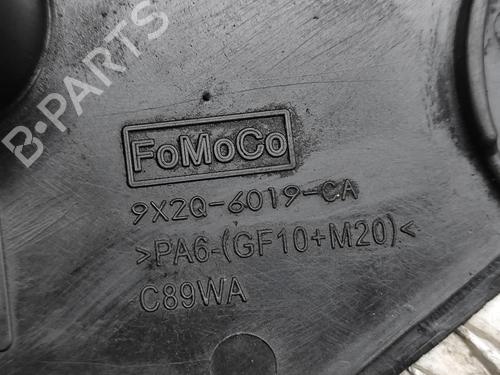 B-PARTS
FoMoCo
9X2Q-6019-CA
>PA6-(GF10+M20)<
C89WA